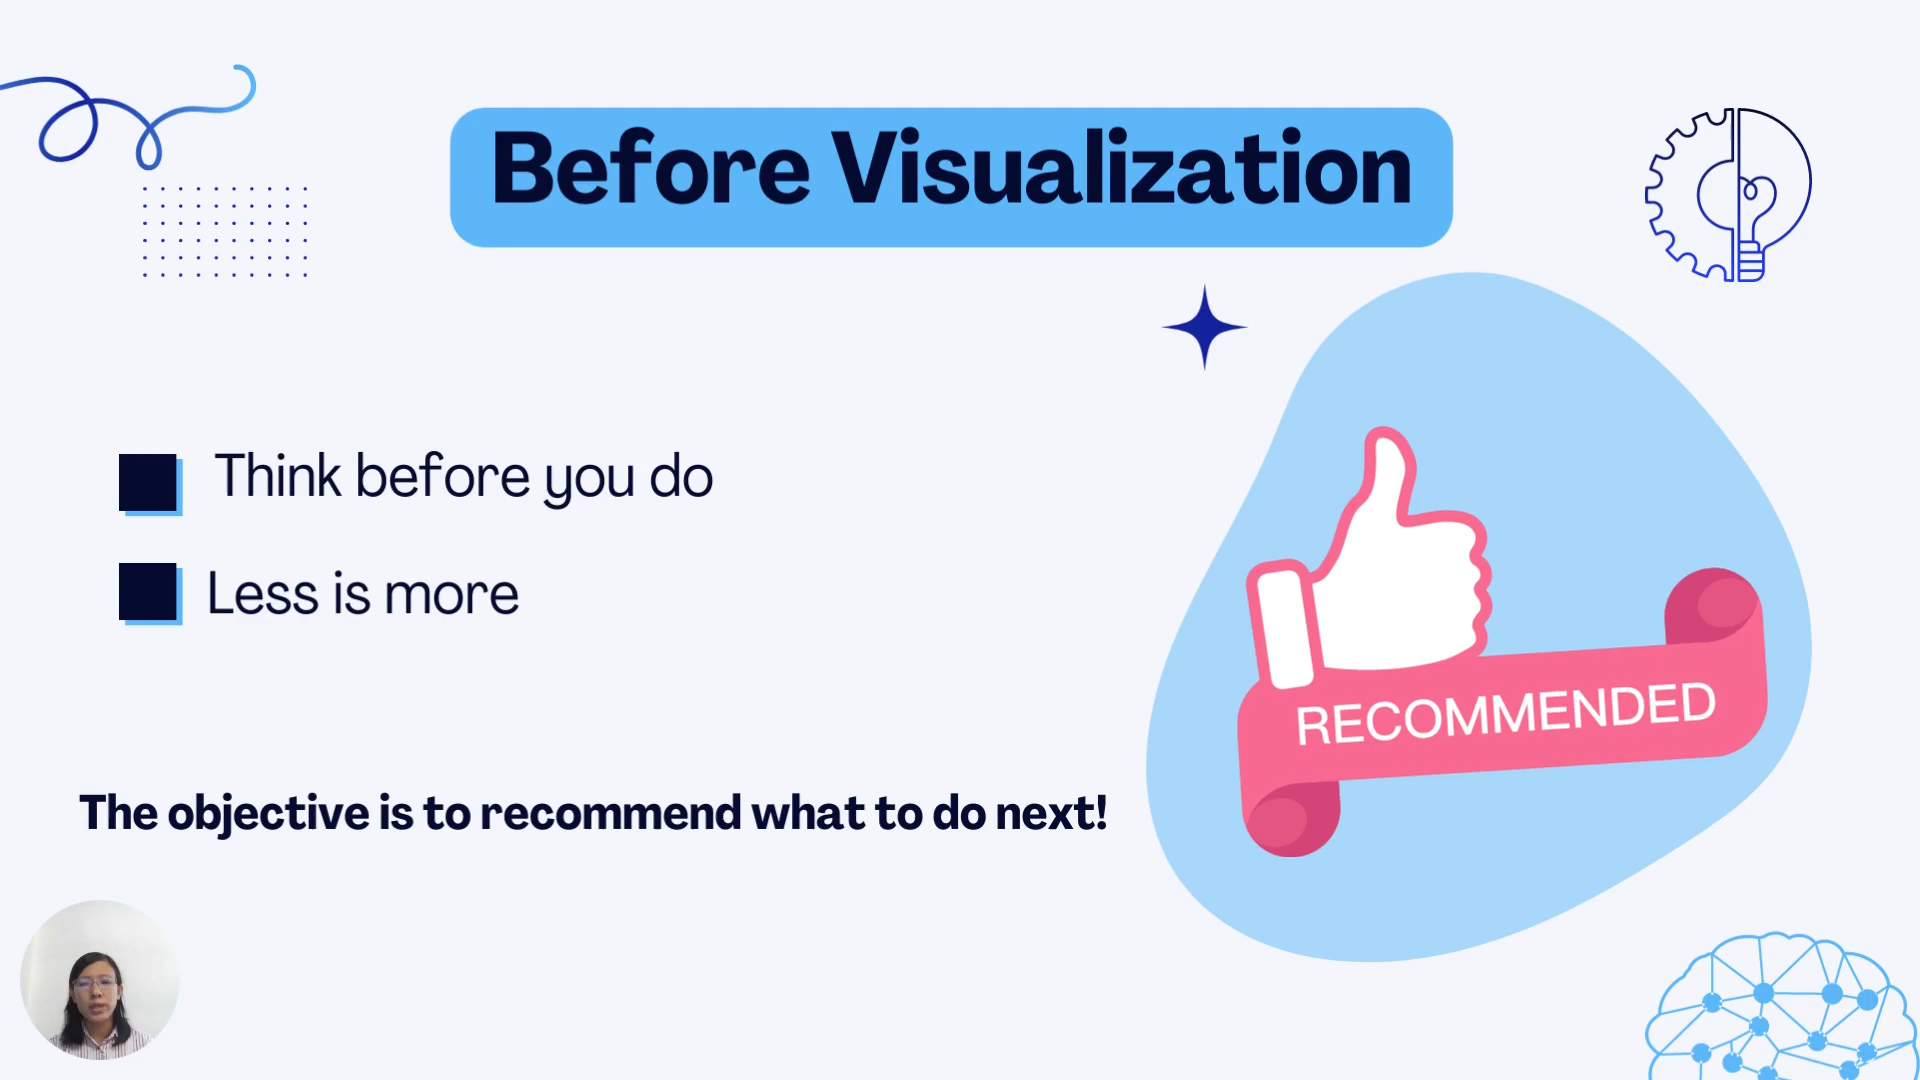 Before Visualization
Think before you do
Less is more
RECOMMENDED
The objective is to recommend what to do next!